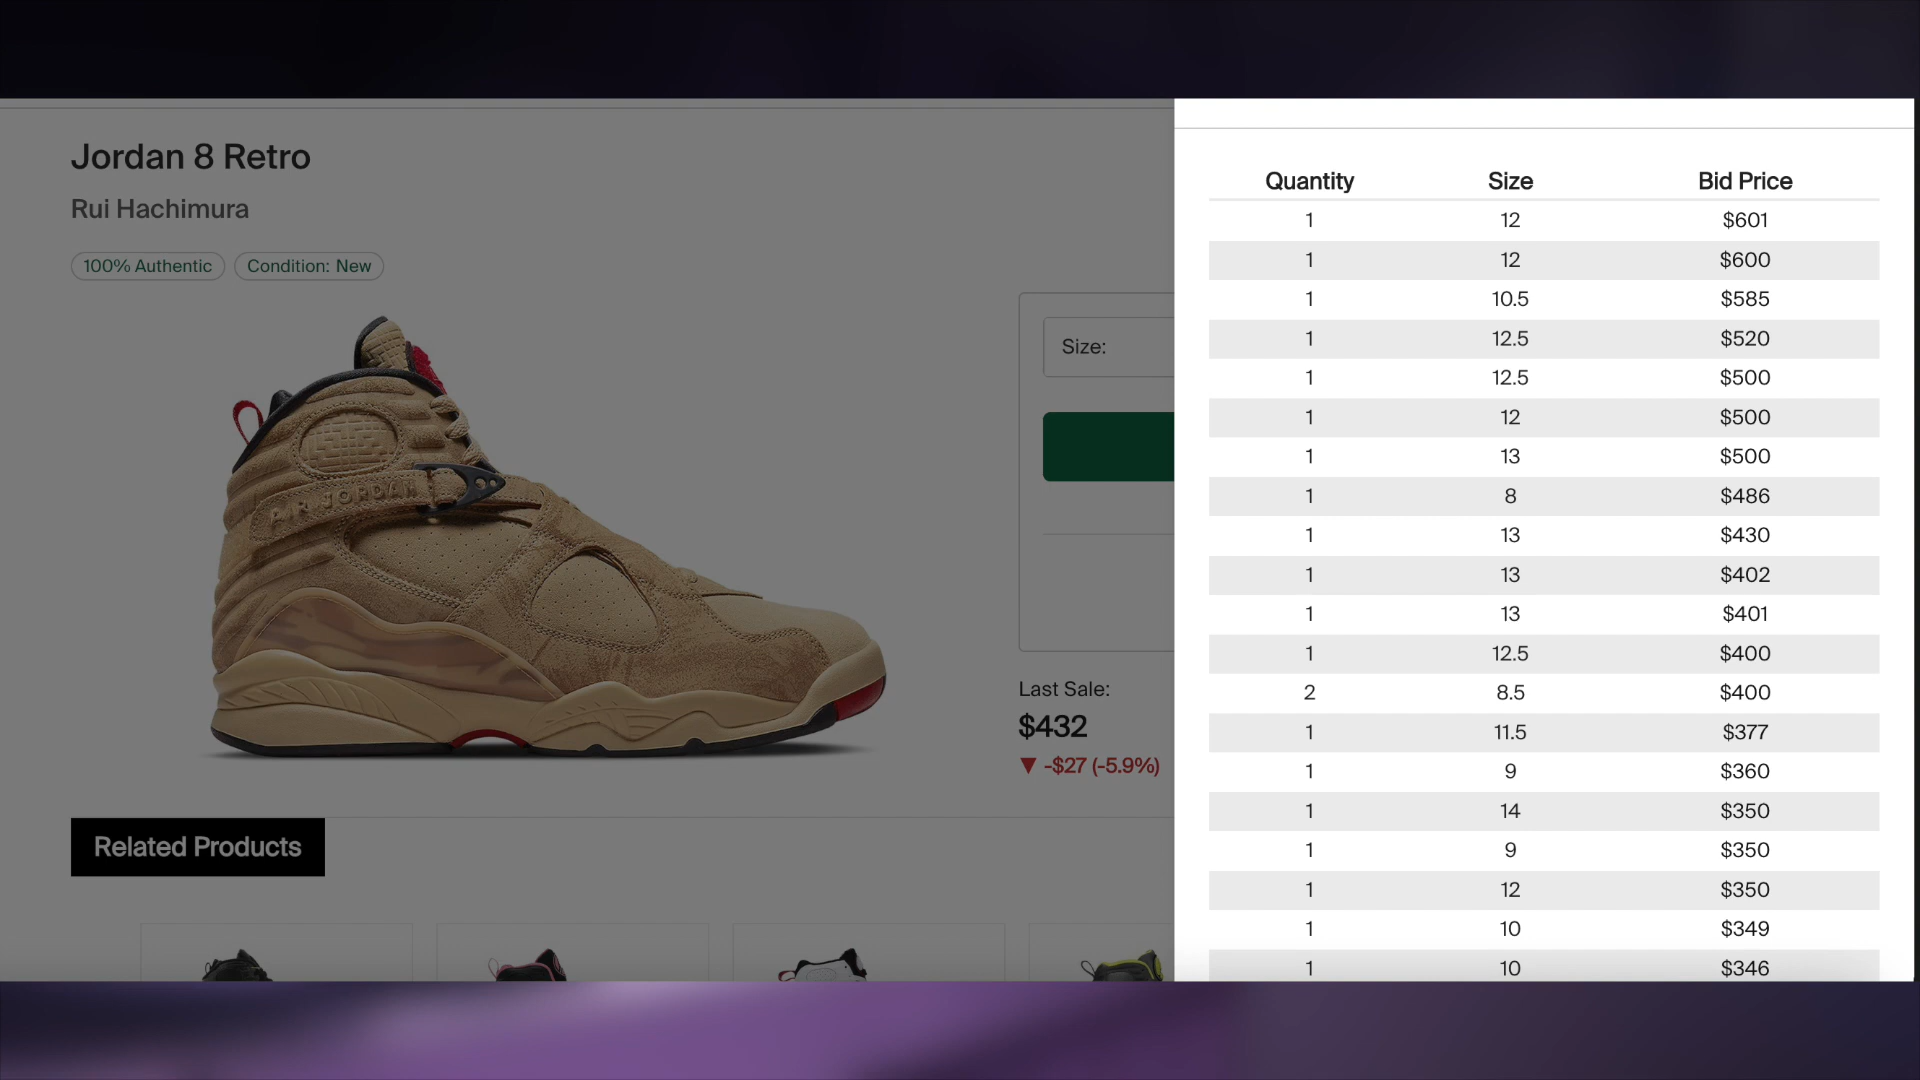 Jordan 8 Retro
Rui Hachimura
100% Authentic
Condition: New
AIR JORDAN
Size:
Last Sale:
$432
▼ -$27 (-5.9%)
Related Products
Quantity Size Bid Price
1 12 $601
1 12 $600
1 10.5 $585
1 12.5 $520
1 12.5 $500
1 12 $500
1 13 $500
1 8 $486
1 13 $430
1 13 $402
1 13 $401
1 12.5 $400
2 8.5 $400
1 11.5 $377
1 9 $360
1 14 $350
1 9 $350
1 12 $350
1 10 $349
1 10 $346